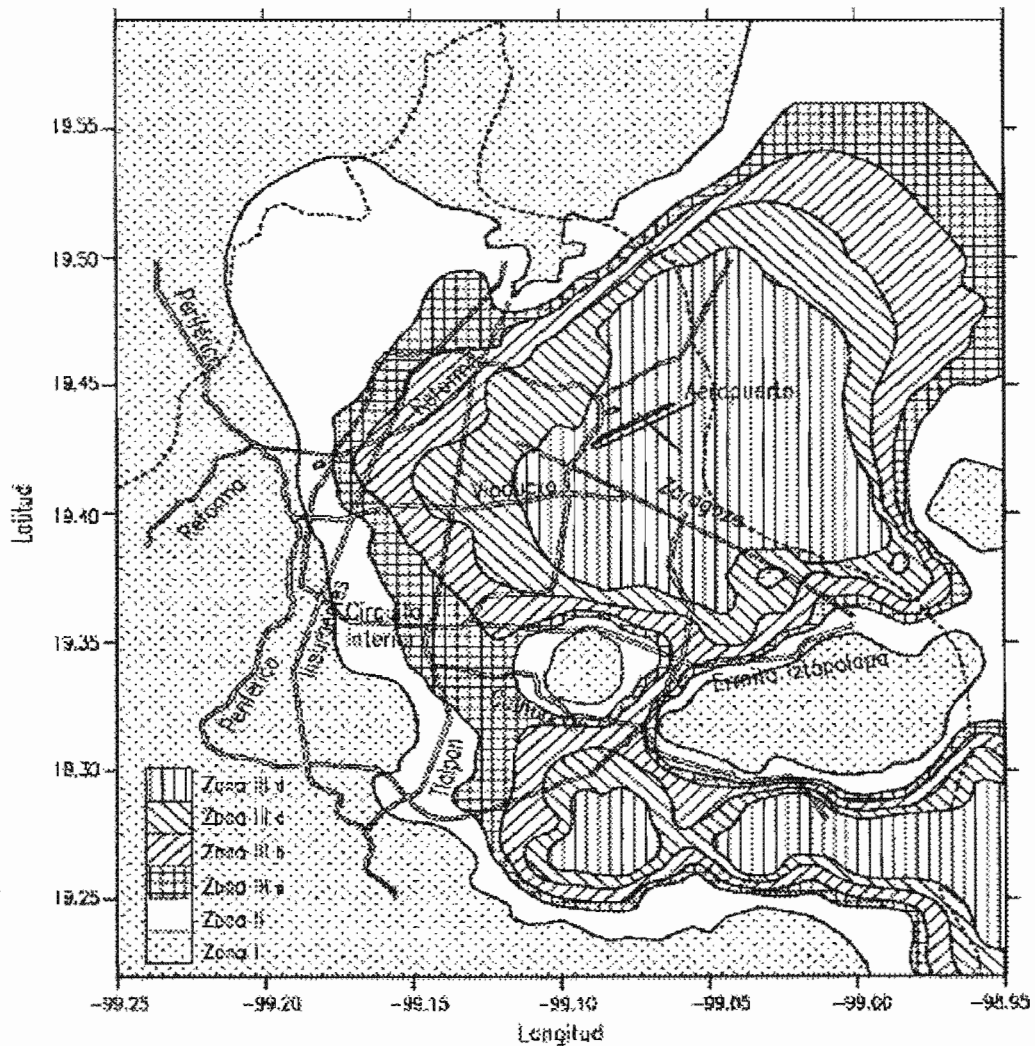 19.55
19.50
19.45
19.40
19.35
19.30
19.25
Latitud
Periférico
Reforma
Aeropuerto
Viaducto
Zaragoza
Reforma
Circuito
interior
Insurgentes
Periférico
Ermita Iztapalapa
Tlalpan
Zona III d
Zona III c
Zona III b
Zona III a
Zona II
Zona I
-99.25
-99.20
-99.15
-99.10
-99.05
-99.00
-98.95
Longitud